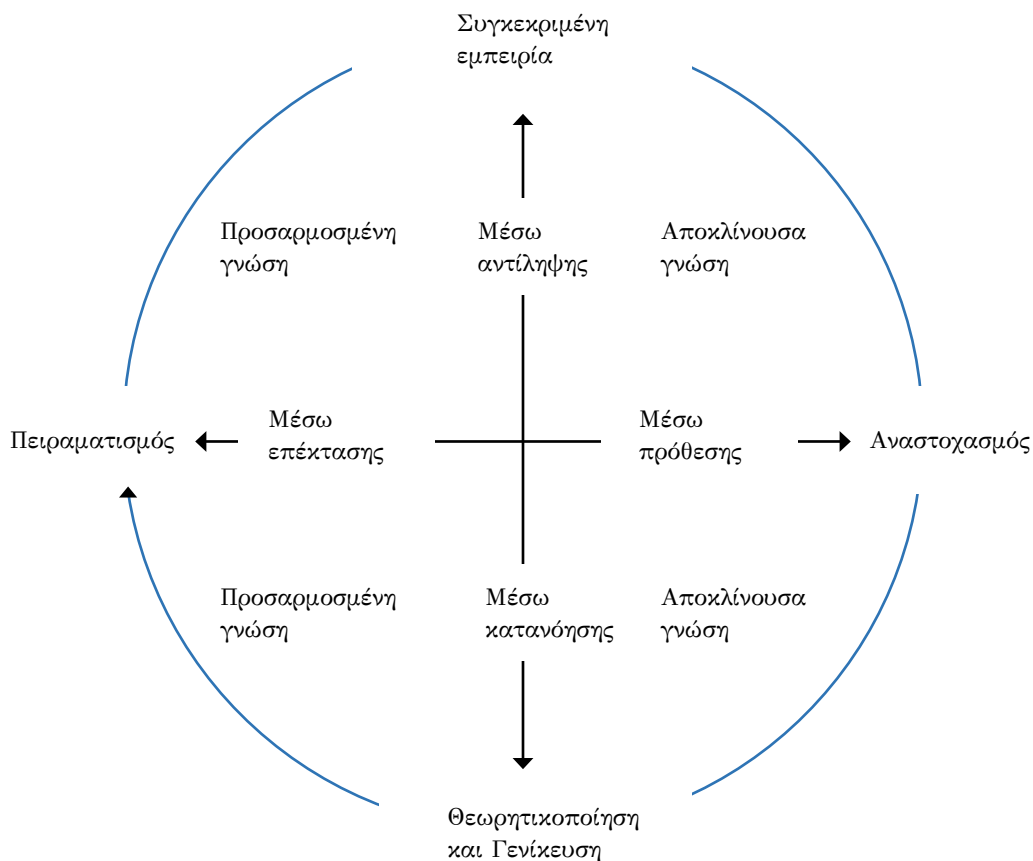 Συγκεκριμένη
εμπειρία
Προσαρμοσμένη
γνώση
Μέσω
αντίληψης
Αποκλίνουσα
γνώση
Πειραματισμός
Μέσω
επέκτασης
Μέσω
πρόθεσης
Αναστοχασμός
Προσαρμοσμένη
γνώση
Μέσω
κατανόησης
Αποκλίνουσα
γνώση
Θεωρητικοποίηση
και Γενίκευση